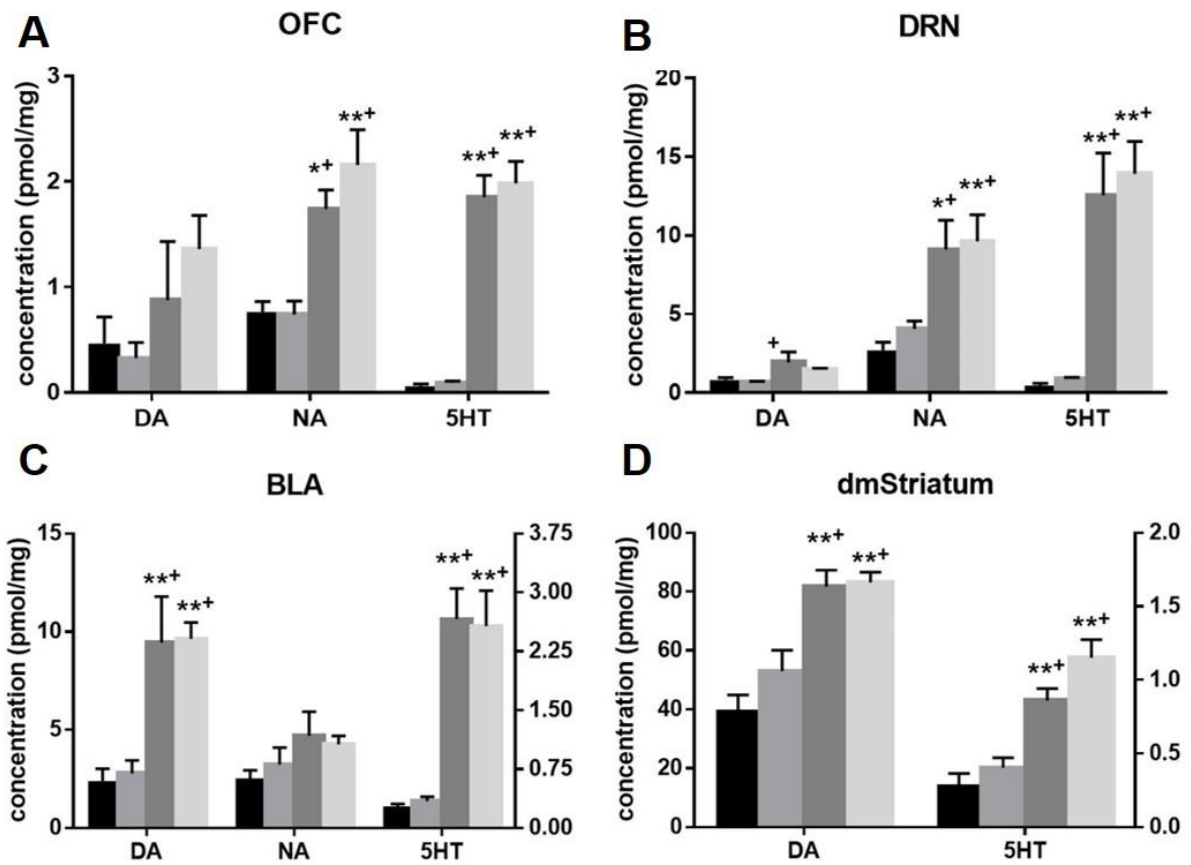 A
OFC
concentration (pmol/mg)
3
2
1
0
*+
**+
**+
**+
DA
NA
5HT
B
DRN
concentration (pmol/mg)
20
15
10
5
0
+
*+
**+
**+
**+
DA
NA
5HT
C
BLA
concentration (pmol/mg)
15
10
5
0
**+
**+
**+
**+
3.75
3.00
2.25
1.50
0.75
0.00
DA
NA
5HT
D
dmStriatum
concentration (pmol/mg)
100
80
60
40
20
0
**+
**+
**+
**+
2.0
1.5
1.0
0.5
0.0
DA
5HT